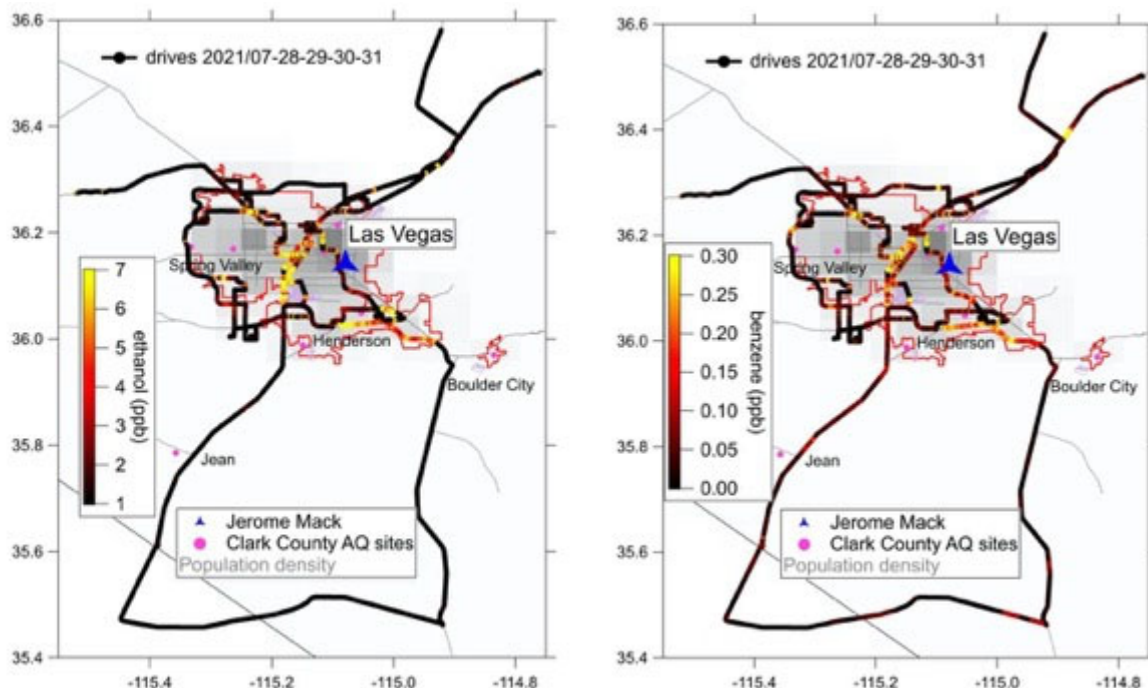 36.6
36.4
36.2
36.0
35.8
35.6
35.4
drives 2021/07-28-29-30-31
Las Vegas
Spring Valley
Henderson
Boulder City
Jean
7
6
5
4
3
2
1
ethanol (ppb)
Jerome Mack
Clark County AQ sites
Population density
-115.4
-115.2
-115.0
-114.8
36.6
36.4
36.2
36.0
35.8
35.6
35.4
drives 2021/07-28-29-30-31
Las Vegas
Spring Valley
Henderson
Boulder City
Jean
0.30
0.25
0.20
0.15
0.10
0.05
0.00
benzene (ppb)
Jerome Mack
Clark County AQ sites
Population density
-115.4
-115.2
-115.0
-114.8